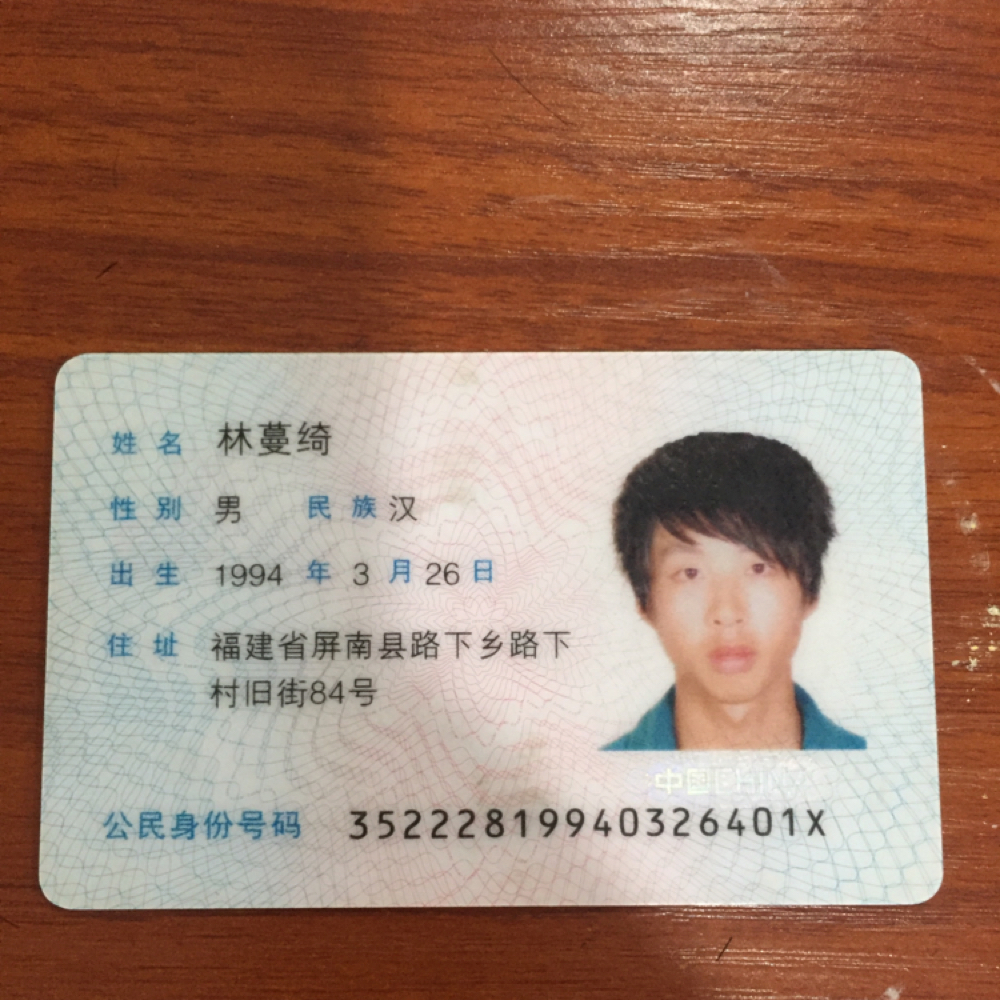 姓名 林蔓绮
性别 男 民族 汉
出生 1994 年 3 月 26 日
住址 福建省屏南县路下乡路下
村旧街84号
中国CHINA
公民身份号码 35222819940326401X